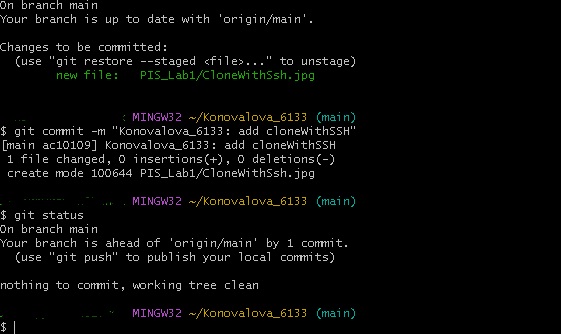 On branch main
Your branch is up to date with 'origin/main'.
Changes to be committed:
(use "git restore --staged <file>..." to unstage)
new file: PIS_Lab1/CloneWithSsh.jpg
MINGW32 ~/Konovalova_6133 (main)
$ git commit -m "Konovalova_6133: add cloneWithSSH"
[main ac10109] Konovalova_6133: add cloneWithSSH
1 file changed, 0 insertions(+), 0 deletions(-)
create mode 100644 PIS_Lab1/CloneWithSsh.jpg
MINGW32 ~/Konovalova_6133 (main)
$ git status
On branch main
Your branch is ahead of 'origin/main' by 1 commit.
(use "git push" to publish your local commits)
nothing to commit, working tree clean
MINGW32 ~/Konovalova_6133 (main)
$